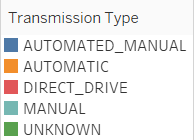 Transmission Type
AUTOMATED_MANUAL
AUTOMATIC
DIRECT_DRIVE
MANUAL
UNKNOWN